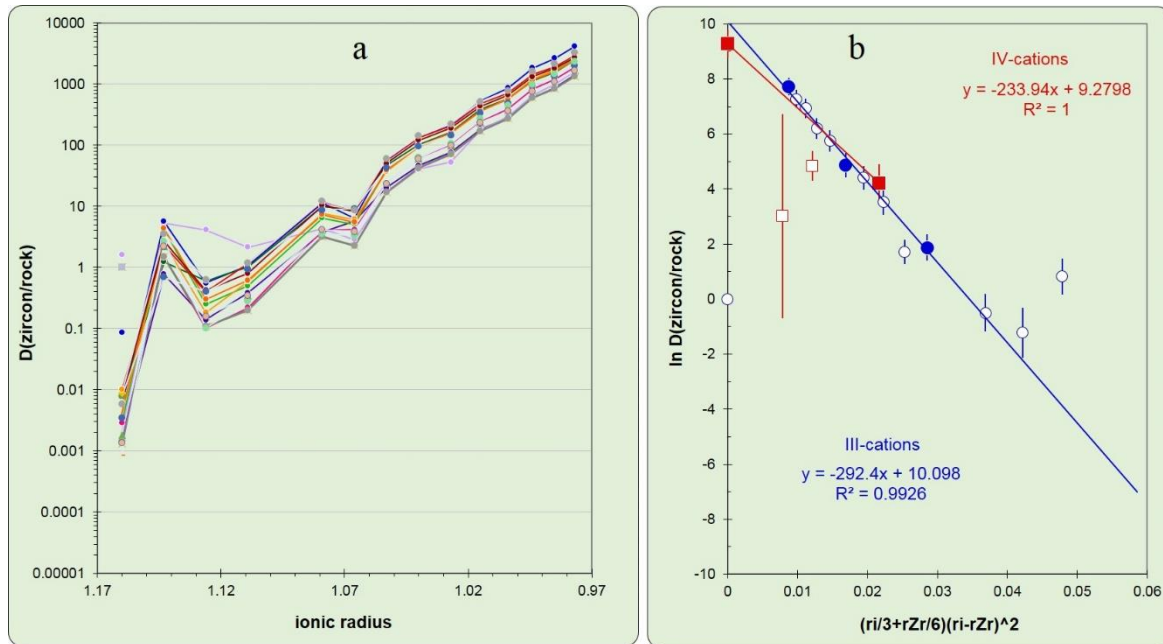 a
10000
1000
100
10
1
0.1
0.01
0.001
0.0001
0.00001
D(zircon/rock)
1.17
1.12
1.07
1.02
0.97
ionic radius
b
10
8
6
4
2
0
-2
-4
-6
-8
-10
ln D(zircon/rock)
IV-cations
y = -233.94x + 9.2798
R² = 1
III-cations
y = -292.4x + 10.098
R² = 0.9926
0.00
0.01
0.02
0.03
0.04
0.05
0.06
(ri/3+rZr/6)(ri-rZr)^2